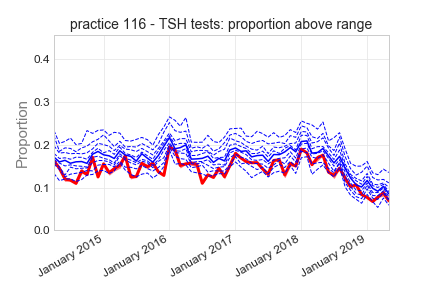 practice 116 - TSH tests: proportion above range
Proportion
0.4
0.3
0.2
0.1
0.0
January 2015
January 2016
January 2017
January 2018
January 2019